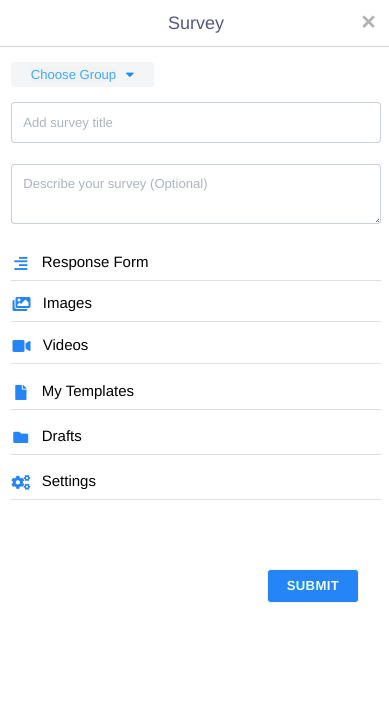 Survey
Choose Group
Add survey title
Describe your survey (Optional)
Response Form
Images
Videos
My Templates
Drafts
Settings
SUBMIT